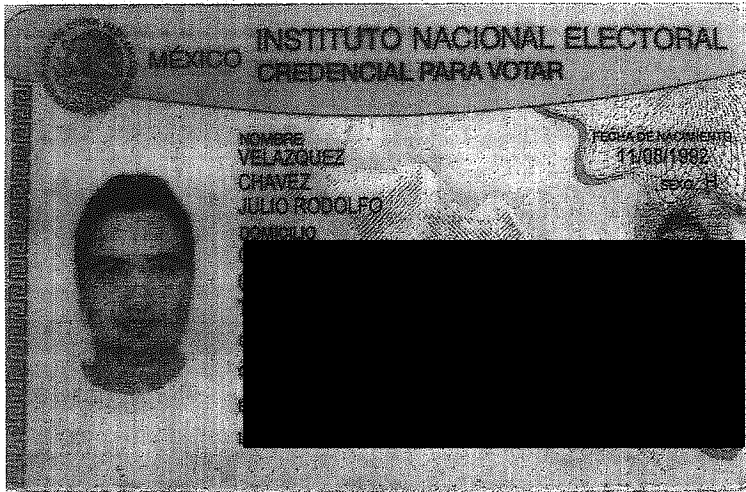 MÉXICO
INSTITUTO NACIONAL ELECTORAL
CREDENCIAL PARA VOTAR
NOMBRE
VELAZQUEZ
CHAVEZ
JULIO RODOLFO
DOMICILIO
FECHA DE NACIMIENTO
11/08/1982
SEXO H